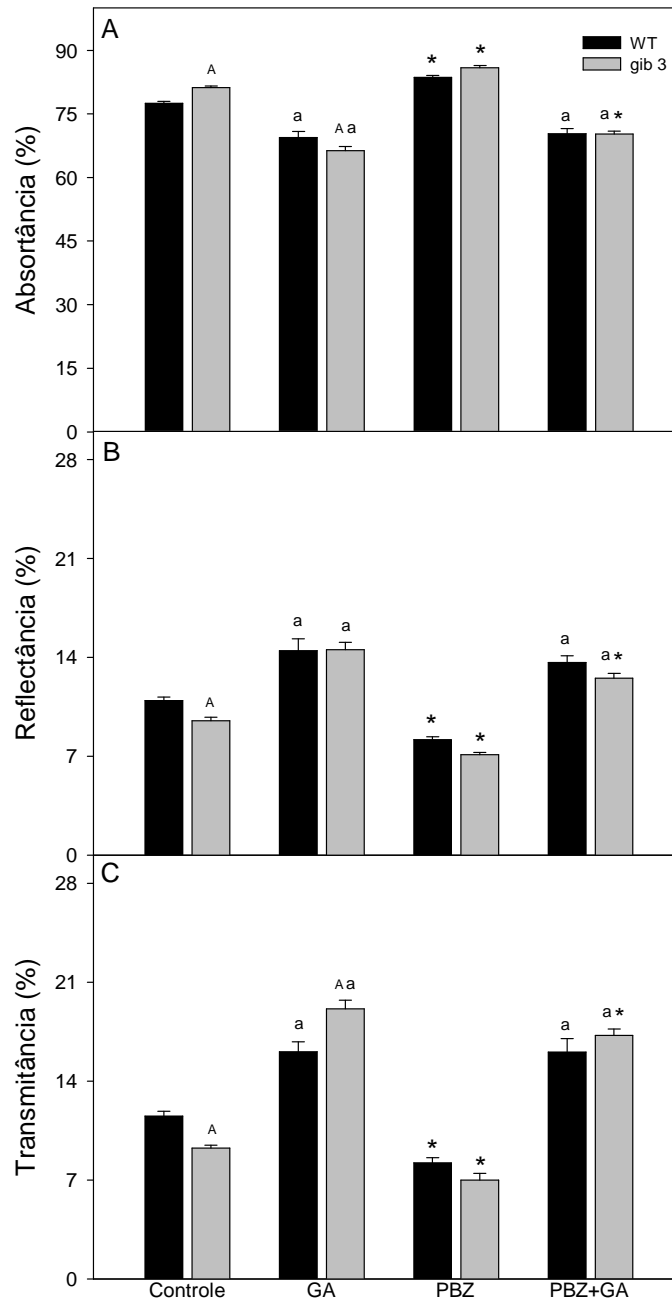 A
WT
gib 3
Absortância (%)
90
75
60
45
30
15
0
A
a
A a
*
*
a
a *
B
Reflectância (%)
28
21
14
7
0
A
a
a
*
*
a
a *
C
Transmitância (%)
28
21
14
7
0
A
a
A a
*
*
a
a *
Controle GA PBZ PBZ+GA